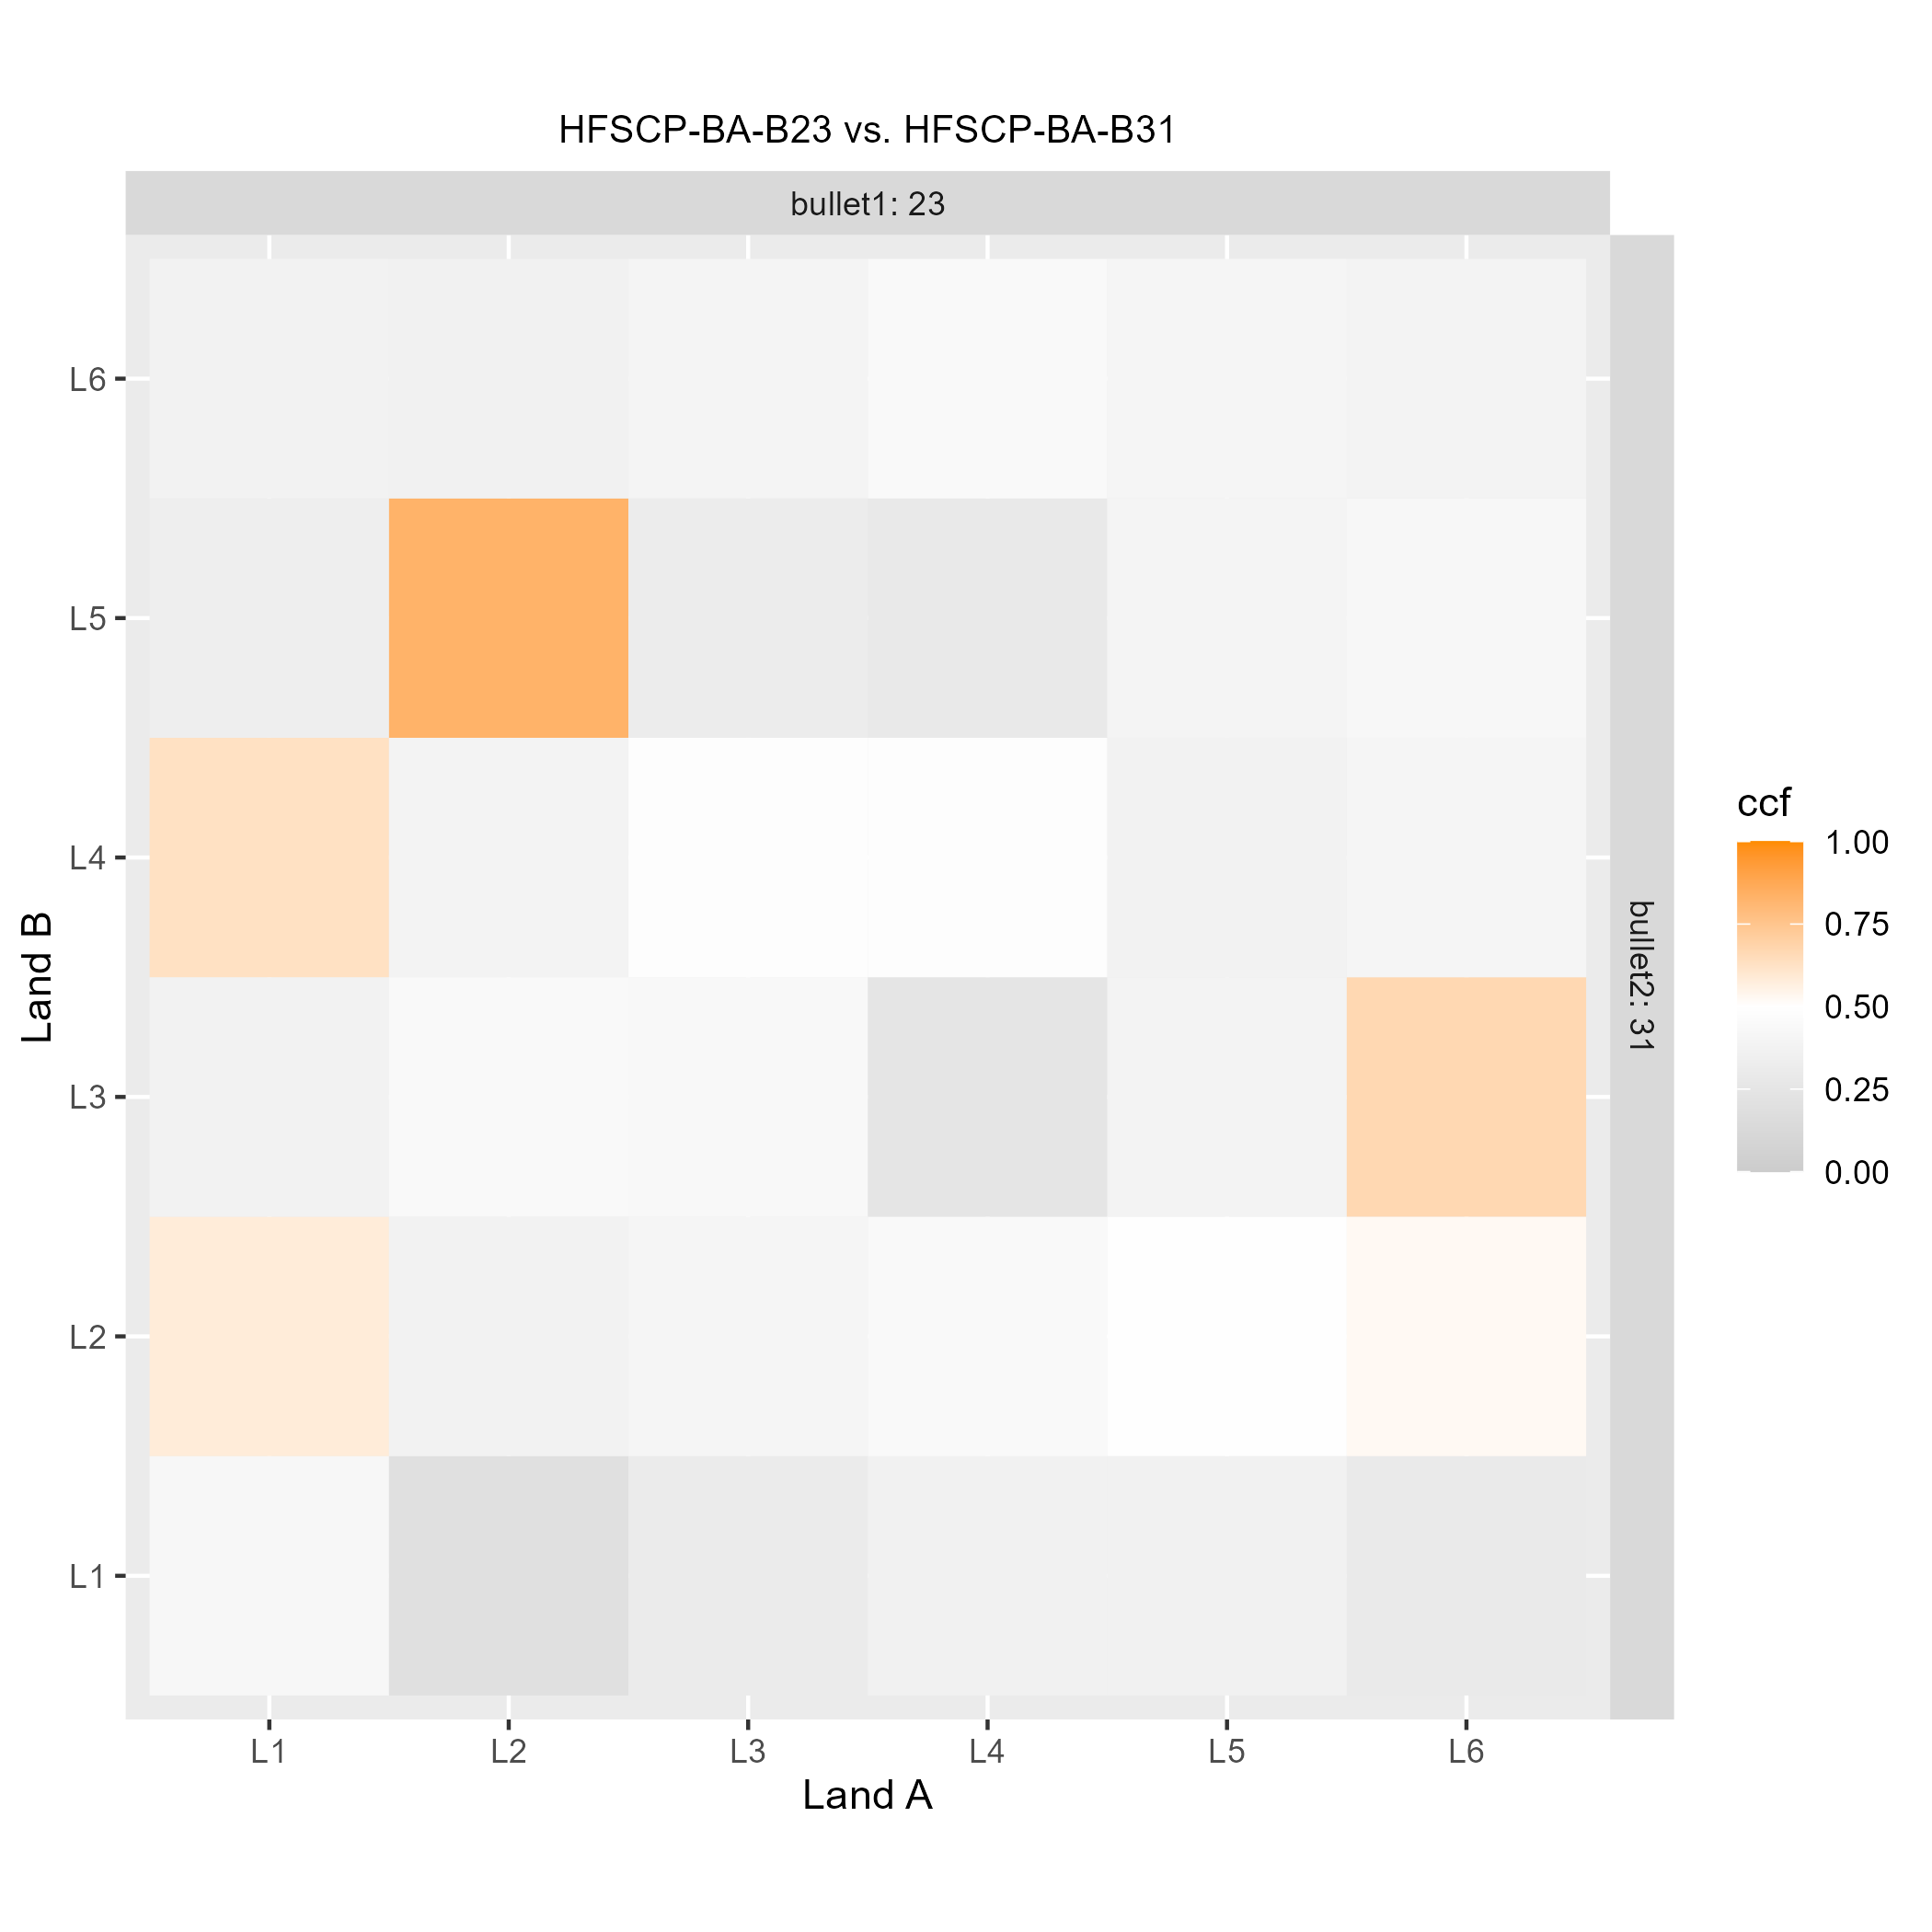 HFSCP-BA-B23 vs. HFSCP-BA-B31
bullet1: 23
L6
L5
L4
L3
L2
L1
Land B
bullet2: 31
L1 L2 L3 L4 L5 L6
Land A
ccf
1.00
0.75
0.50
0.25
0.00